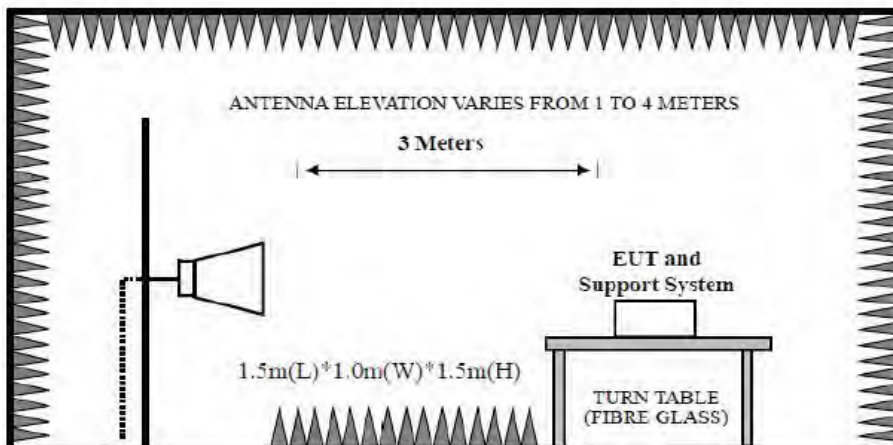 ANTENNA ELEVATION VARIES FROM 1 TO 4 METERS
3 Meters
EUT and
Support System
1.5m(L)*1.0m(W)*1.5m(H)
TURN TABLE
(FIBRE GLASS)